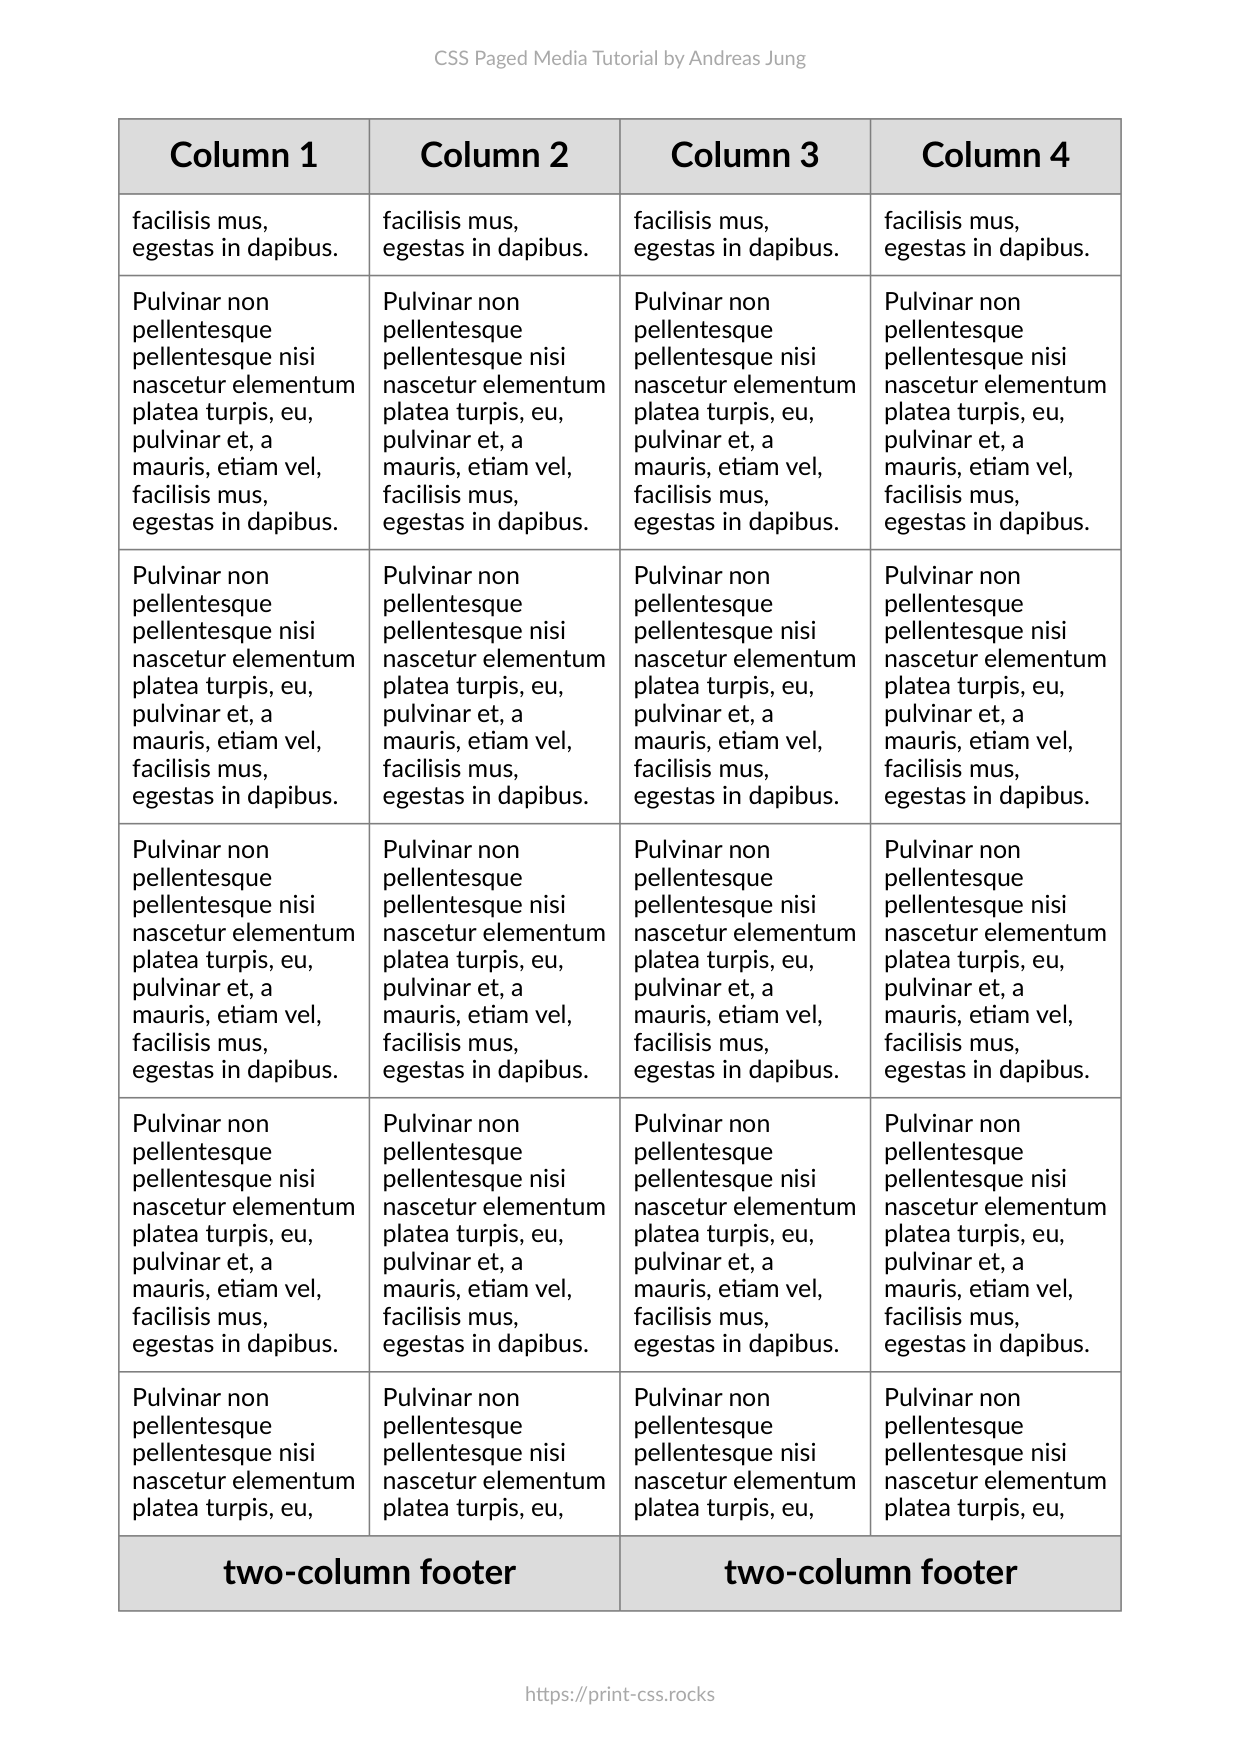 CSS Paged Media Tutorial by Andreas Jung
Column 1 Column 2 Column 3 Column 4
facilisis mus,
egestas in dapibus.
facilisis mus,
egestas in dapibus.
facilisis mus,
egestas in dapibus.
facilisis mus,
egestas in dapibus.
Pulvinar non
pellentesque
pellentesque nisi
nascetur elementum
platea turpis, eu,
pulvinar et, a
mauris, etiam vel,
facilisis mus,
egestas in dapibus.
Pulvinar non
pellentesque
pellentesque nisi
nascetur elementum
platea turpis, eu,
pulvinar et, a
mauris, etiam vel,
facilisis mus,
egestas in dapibus.
Pulvinar non
pellentesque
pellentesque nisi
nascetur elementum
platea turpis, eu,
pulvinar et, a
mauris, etiam vel,
facilisis mus,
egestas in dapibus.
Pulvinar non
pellentesque
pellentesque nisi
nascetur elementum
platea turpis, eu,
pulvinar et, a
mauris, etiam vel,
facilisis mus,
egestas in dapibus.
Pulvinar non
pellentesque
pellentesque nisi
nascetur elementum
platea turpis, eu,
pulvinar et, a
mauris, etiam vel,
facilisis mus,
egestas in dapibus.
Pulvinar non
pellentesque
pellentesque nisi
nascetur elementum
platea turpis, eu,
pulvinar et, a
mauris, etiam vel,
facilisis mus,
egestas in dapibus.
Pulvinar non
pellentesque
pellentesque nisi
nascetur elementum
platea turpis, eu,
pulvinar et, a
mauris, etiam vel,
facilisis mus,
egestas in dapibus.
Pulvinar non
pellentesque
pellentesque nisi
nascetur elementum
platea turpis, eu,
pulvinar et, a
mauris, etiam vel,
facilisis mus,
egestas in dapibus.
Pulvinar non
pellentesque
pellentesque nisi
nascetur elementum
platea turpis, eu,
pulvinar et, a
mauris, etiam vel,
facilisis mus,
egestas in dapibus.
Pulvinar non
pellentesque
pellentesque nisi
nascetur elementum
platea turpis, eu,
pulvinar et, a
mauris, etiam vel,
facilisis mus,
egestas in dapibus.
Pulvinar non
pellentesque
pellentesque nisi
nascetur elementum
platea turpis, eu,
pulvinar et, a
mauris, etiam vel,
facilisis mus,
egestas in dapibus.
Pulvinar non
pellentesque
pellentesque nisi
nascetur elementum
platea turpis, eu,
pulvinar et, a
mauris, etiam vel,
facilisis mus,
egestas in dapibus.
Pulvinar non
pellentesque
pellentesque nisi
nascetur elementum
platea turpis, eu,
pulvinar et, a
mauris, etiam vel,
facilisis mus,
egestas in dapibus.
Pulvinar non
pellentesque
pellentesque nisi
nascetur elementum
platea turpis, eu,
pulvinar et, a
mauris, etiam vel,
facilisis mus,
egestas in dapibus.
Pulvinar non
pellentesque
pellentesque nisi
nascetur elementum
platea turpis, eu,
pulvinar et, a
mauris, etiam vel,
facilisis mus,
egestas in dapibus.
Pulvinar non
pellentesque
pellentesque nisi
nascetur elementum
platea turpis, eu,
pulvinar et, a
mauris, etiam vel,
facilisis mus,
egestas in dapibus.
Pulvinar non
pellentesque
pellentesque nisi
nascetur elementum
platea turpis, eu,
Pulvinar non
pellentesque
pellentesque nisi
nascetur elementum
platea turpis, eu,
Pulvinar non
pellentesque
pellentesque nisi
nascetur elementum
platea turpis, eu,
Pulvinar non
pellentesque
pellentesque nisi
nascetur elementum
platea turpis, eu,
two-column footer two-column footer
https://print-css.rocks